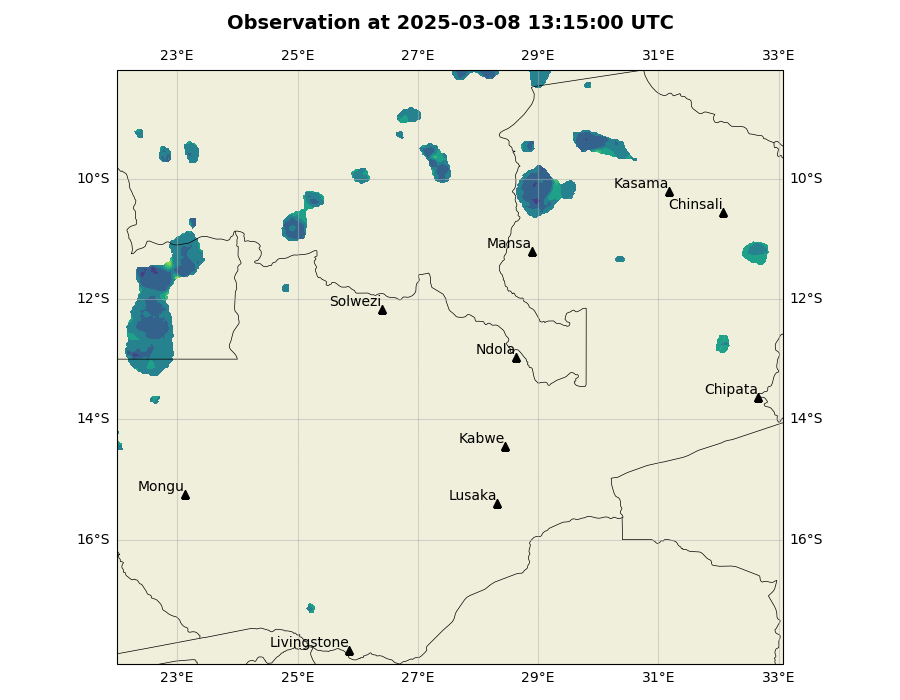 Observation at 2025-03-08 13:15:00 UTC
23°E 25°E 27°E 29°E 31°E 33°E
10°S 10°S
Kasama
Chinsali
Mansa
12°S 12°S
Solwezi
Ndola
Chipata
14°S 14°S
Kabwe
Mongu
Lusaka
16°S 16°S
Livingstone
23°E 25°E 27°E 29°E 31°E 33°E